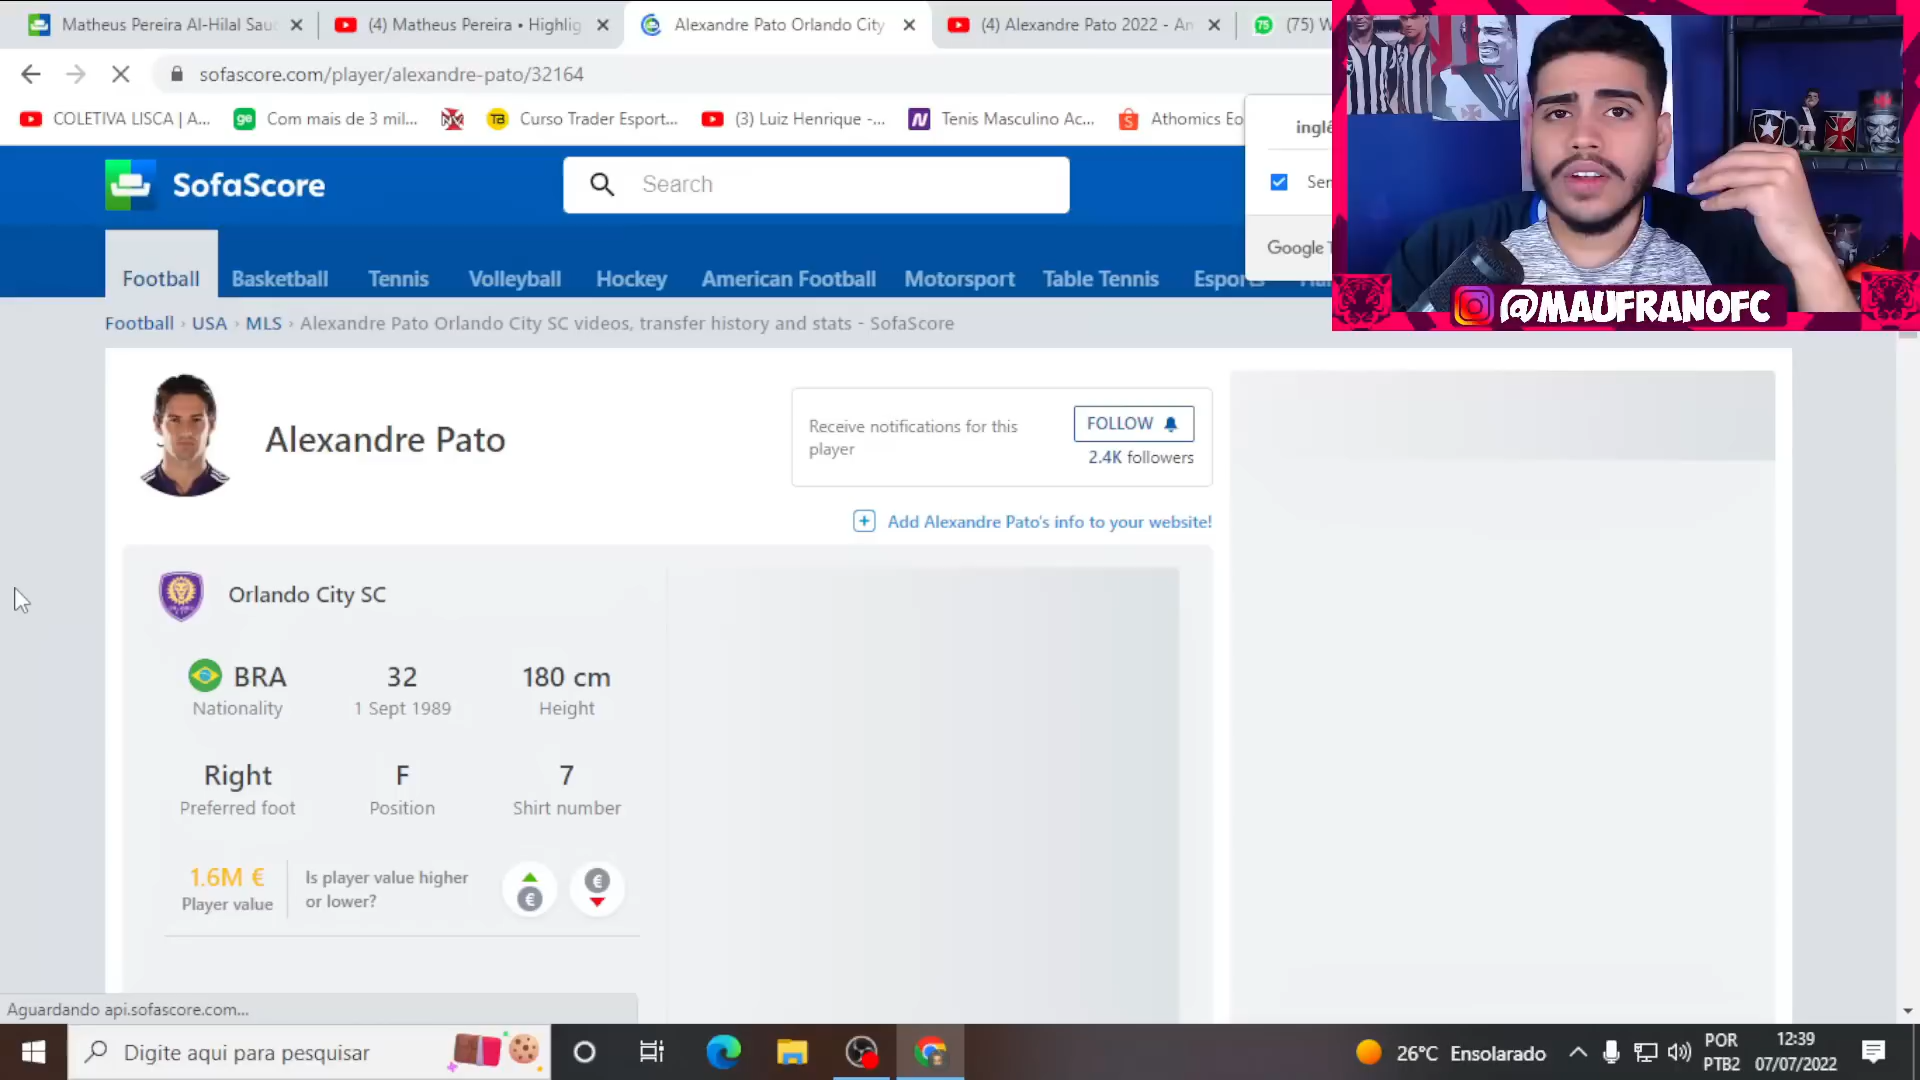 Matheus Pereira Al-Hilal Sau
(4) Matheus Pereira • Highlig
Alexandre Pato Orlando City
(4) Alexandre Pato 2022 - An
75
(75) W
sofascore.com/player/alexandre-pato/32164
COLETIVA LISCA | A...
ge
Com mais de 3 mil...
TB
Curso Trader Esport...
(3) Luiz Henrique -...
N
Tenis Masculino Ac...
Athomics Eo
inglê
Sem
Google T
SofaScore
Search
Football
Basketball
Tennis
Volleyball
Hockey
American Football
Motorsport
Table Tennis
Esports
Football › USA › MLS › Alexandre Pato Orlando City SC videos, transfer history and stats - SofaScore
@MAUFRANOFC
Alexandre Pato
Receive notifications for this
player
FOLLOW
2.4K followers
Add Alexandre Pato's info to your website!
Orlando City SC
BRA
Nationality
32
1 Sept 1989
180 cm
Height
Right
Preferred foot
F
Position
7
Shirt number
1.6M €
Player value
Is player value higher
or lower?
€
€
Aguardando api.sofascore.com...
Digite aqui para pesquisar
26°C Ensolarado
POR
PTB2
12:39
07/07/2022